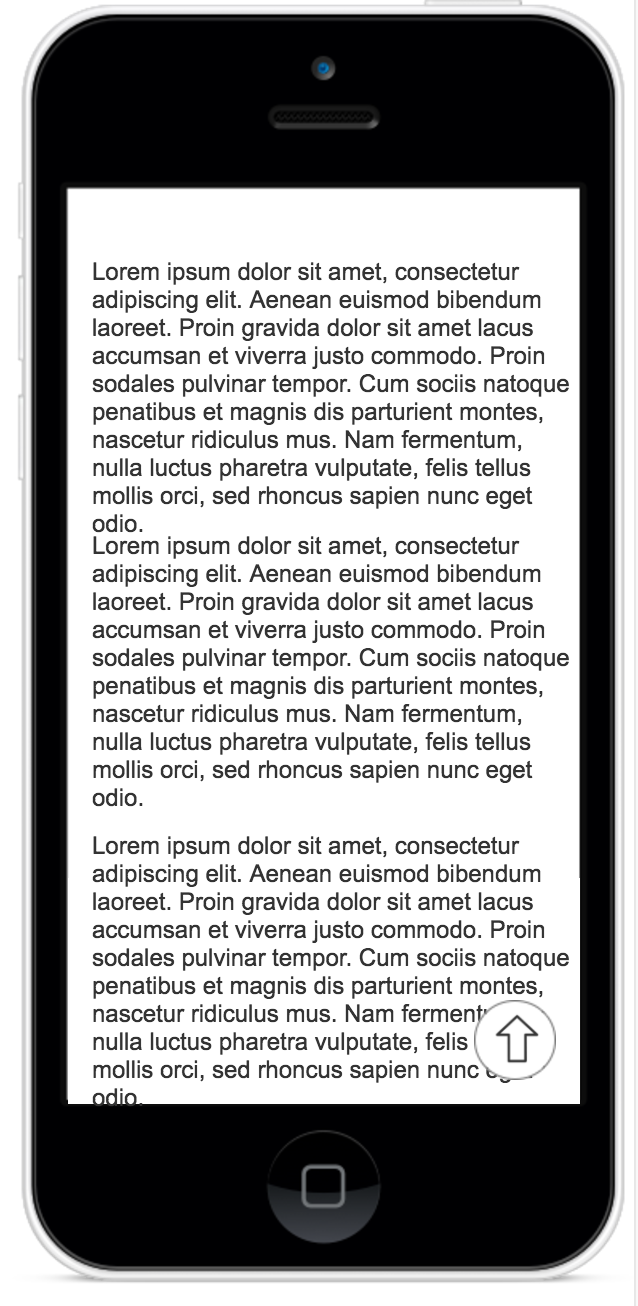 Lorem ipsum dolor sit amet, consectetur
adipiscing elit. Aenean euismod bibendum
laoreet. Proin gravida dolor sit amet lacus
accumsan et viverra justo commodo. Proin
sodales pulvinar tempor. Cum sociis natoque
penatibus et magnis dis parturient montes,
nascetur ridiculus mus. Nam fermentum,
nulla luctus pharetra vulputate, felis tellus
mollis orci, sed rhoncus sapien nunc eget
odio.
Lorem ipsum dolor sit amet, consectetur
adipiscing elit. Aenean euismod bibendum
laoreet. Proin gravida dolor sit amet lacus
accumsan et viverra justo commodo. Proin
sodales pulvinar tempor. Cum sociis natoque
penatibus et magnis dis parturient montes,
nascetur ridiculus mus. Nam fermentum,
nulla luctus pharetra vulputate, felis tellus
mollis orci, sed rhoncus sapien nunc eget
odio.
Lorem ipsum dolor sit amet, consectetur
adipiscing elit. Aenean euismod bibendum
laoreet. Proin gravida dolor sit amet lacus
accumsan et viverra justo commodo. Proin
sodales pulvinar tempor. Cum sociis natoque
penatibus et magnis dis parturient montes,
nascetur ridiculus mus. Nam
nulla luctus pharetra vulputate, felis
mollis orci, sed rhoncus sapien nunc
odio.